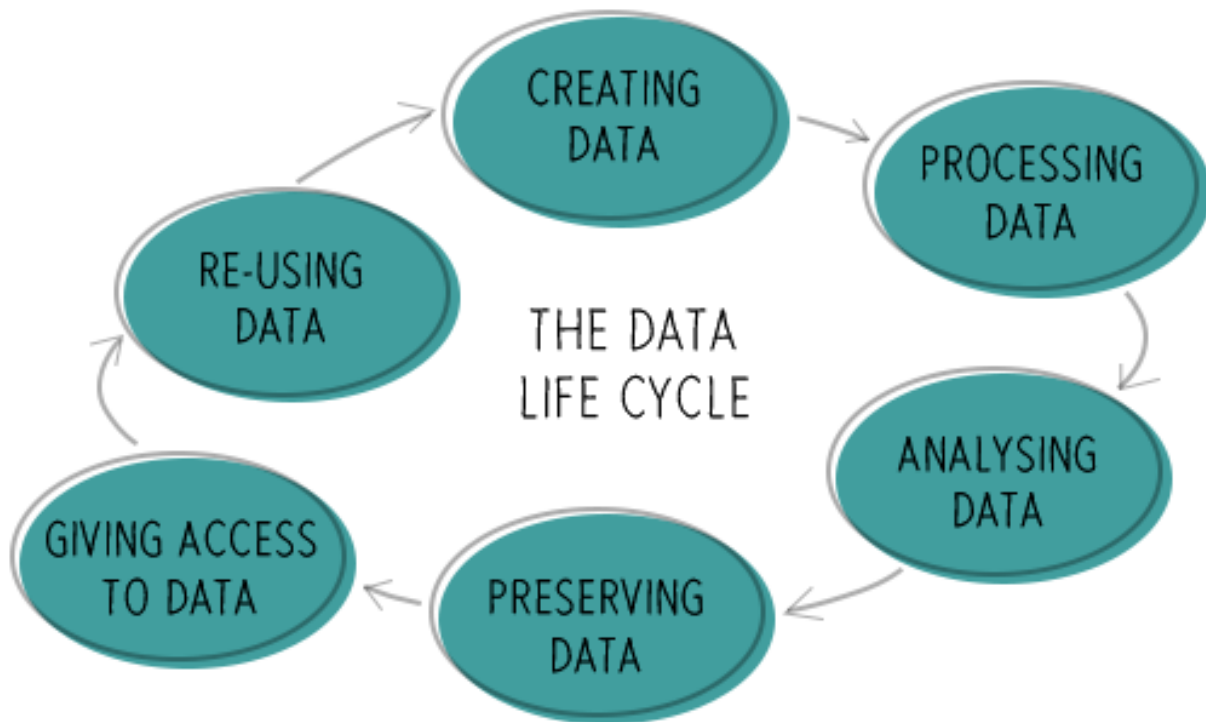 CREATING
DATA
PROCESSING
DATA
ANALYSING
DATA
PRESERVING
DATA
GIVING ACCESS
TO DATA
RE-USING
DATA
THE DATA
LIFE CYCLE